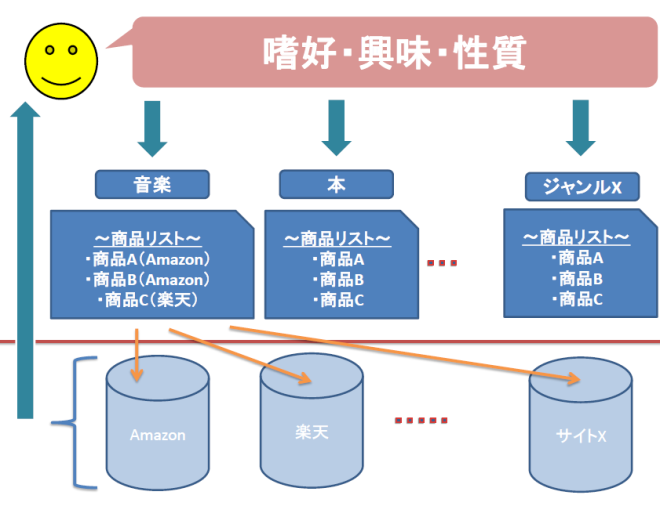 嗜好・興味・性質
音楽
本
ジャンルX
～商品リスト～
・商品A（Amazon）
・商品B（Amazon）
・商品C（楽天）
～商品リスト～
・商品A
・商品B
・商品C
～商品リスト～
・商品A
・商品B
・商品C
Amazon
楽天
サイトX